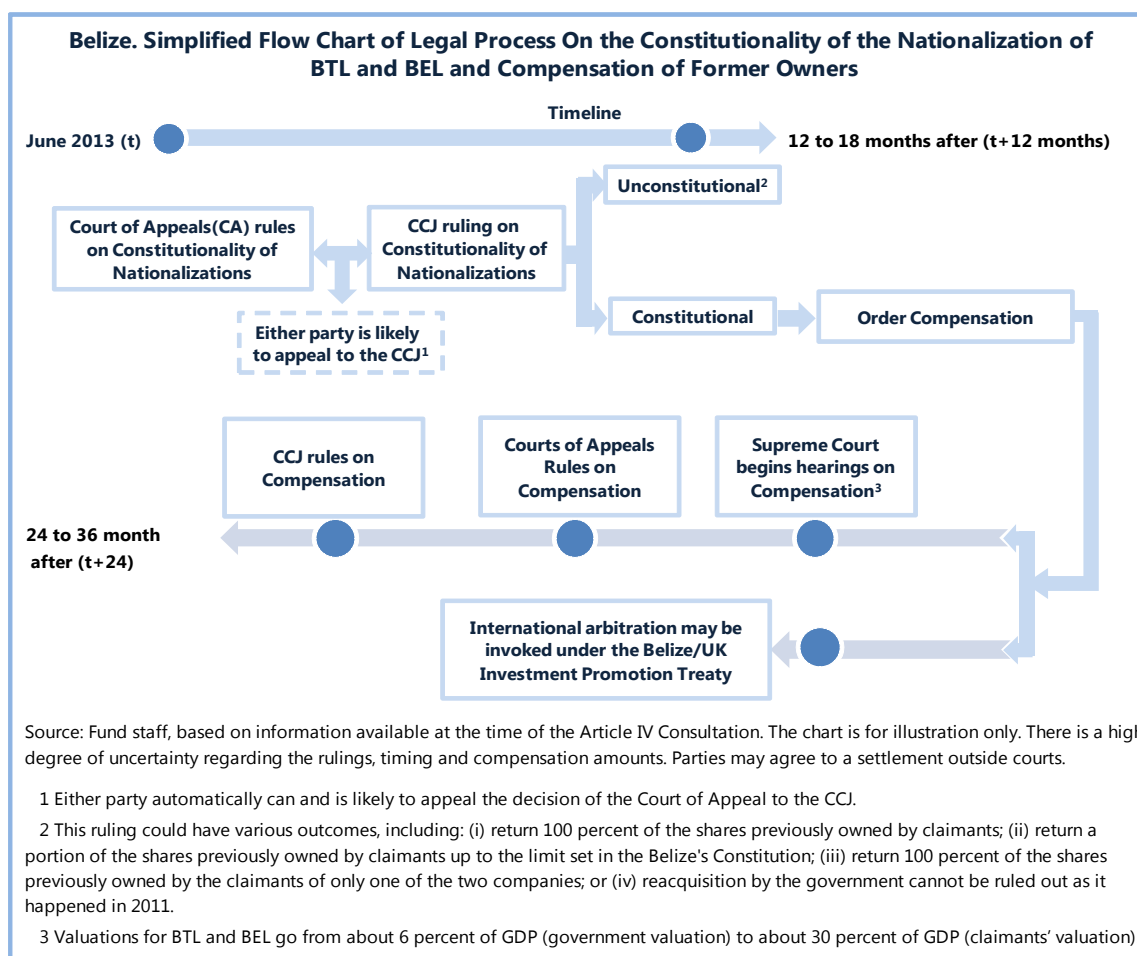 Belize. Simplified Flow Chart of Legal Process On the Constitutionality of the Nationalization of
BTL and BEL and Compensation of Former Owners
Timeline
June 2013 (t)
12 to 18 months after (t+12 months)
Unconstitutional2
Court of Appeals(CA) rules
on Constitutionality of
Nationalizations
CCJ ruling on
Constitutionality of
Nationalizations
Either party is likely
to appeal to the CCJ1
Constitutional
Order Compensation
CCJ rules on
Compensation
Courts of Appeals
Rules on
Compensation
Supreme Court
begins hearings on
Compensation3
24 to 36 month
after (t+24)
International arbitration may be
invoked under the Belize/UK
Investment Promotion Treaty
Source: Fund staff, based on information available at the time of the Article IV Consultation. The chart is for illustration only. There is a high
degree of uncertainty regarding the rulings, timing and compensation amounts. Parties may agree to a settlement outside courts.
1 Either party automatically can and is likely to appeal the decision of the Court of Appeal to the CCJ.
2 This ruling could have various outcomes, including: (i) return 100 percent of the shares previously owned by claimants; (ii) return a
portion of the shares previously owned by claimants up to the limit set in the Belize's Constitution; (iii) return 100 percent of the shares
previously owned by the claimants of only one of the two companies; or (iv) reacquisition by the government cannot be ruled out as it
happened in 2011.
3 Valuations for BTL and BEL go from about 6 percent of GDP (government valuation) to about 30 percent of GDP (claimants' valuation)